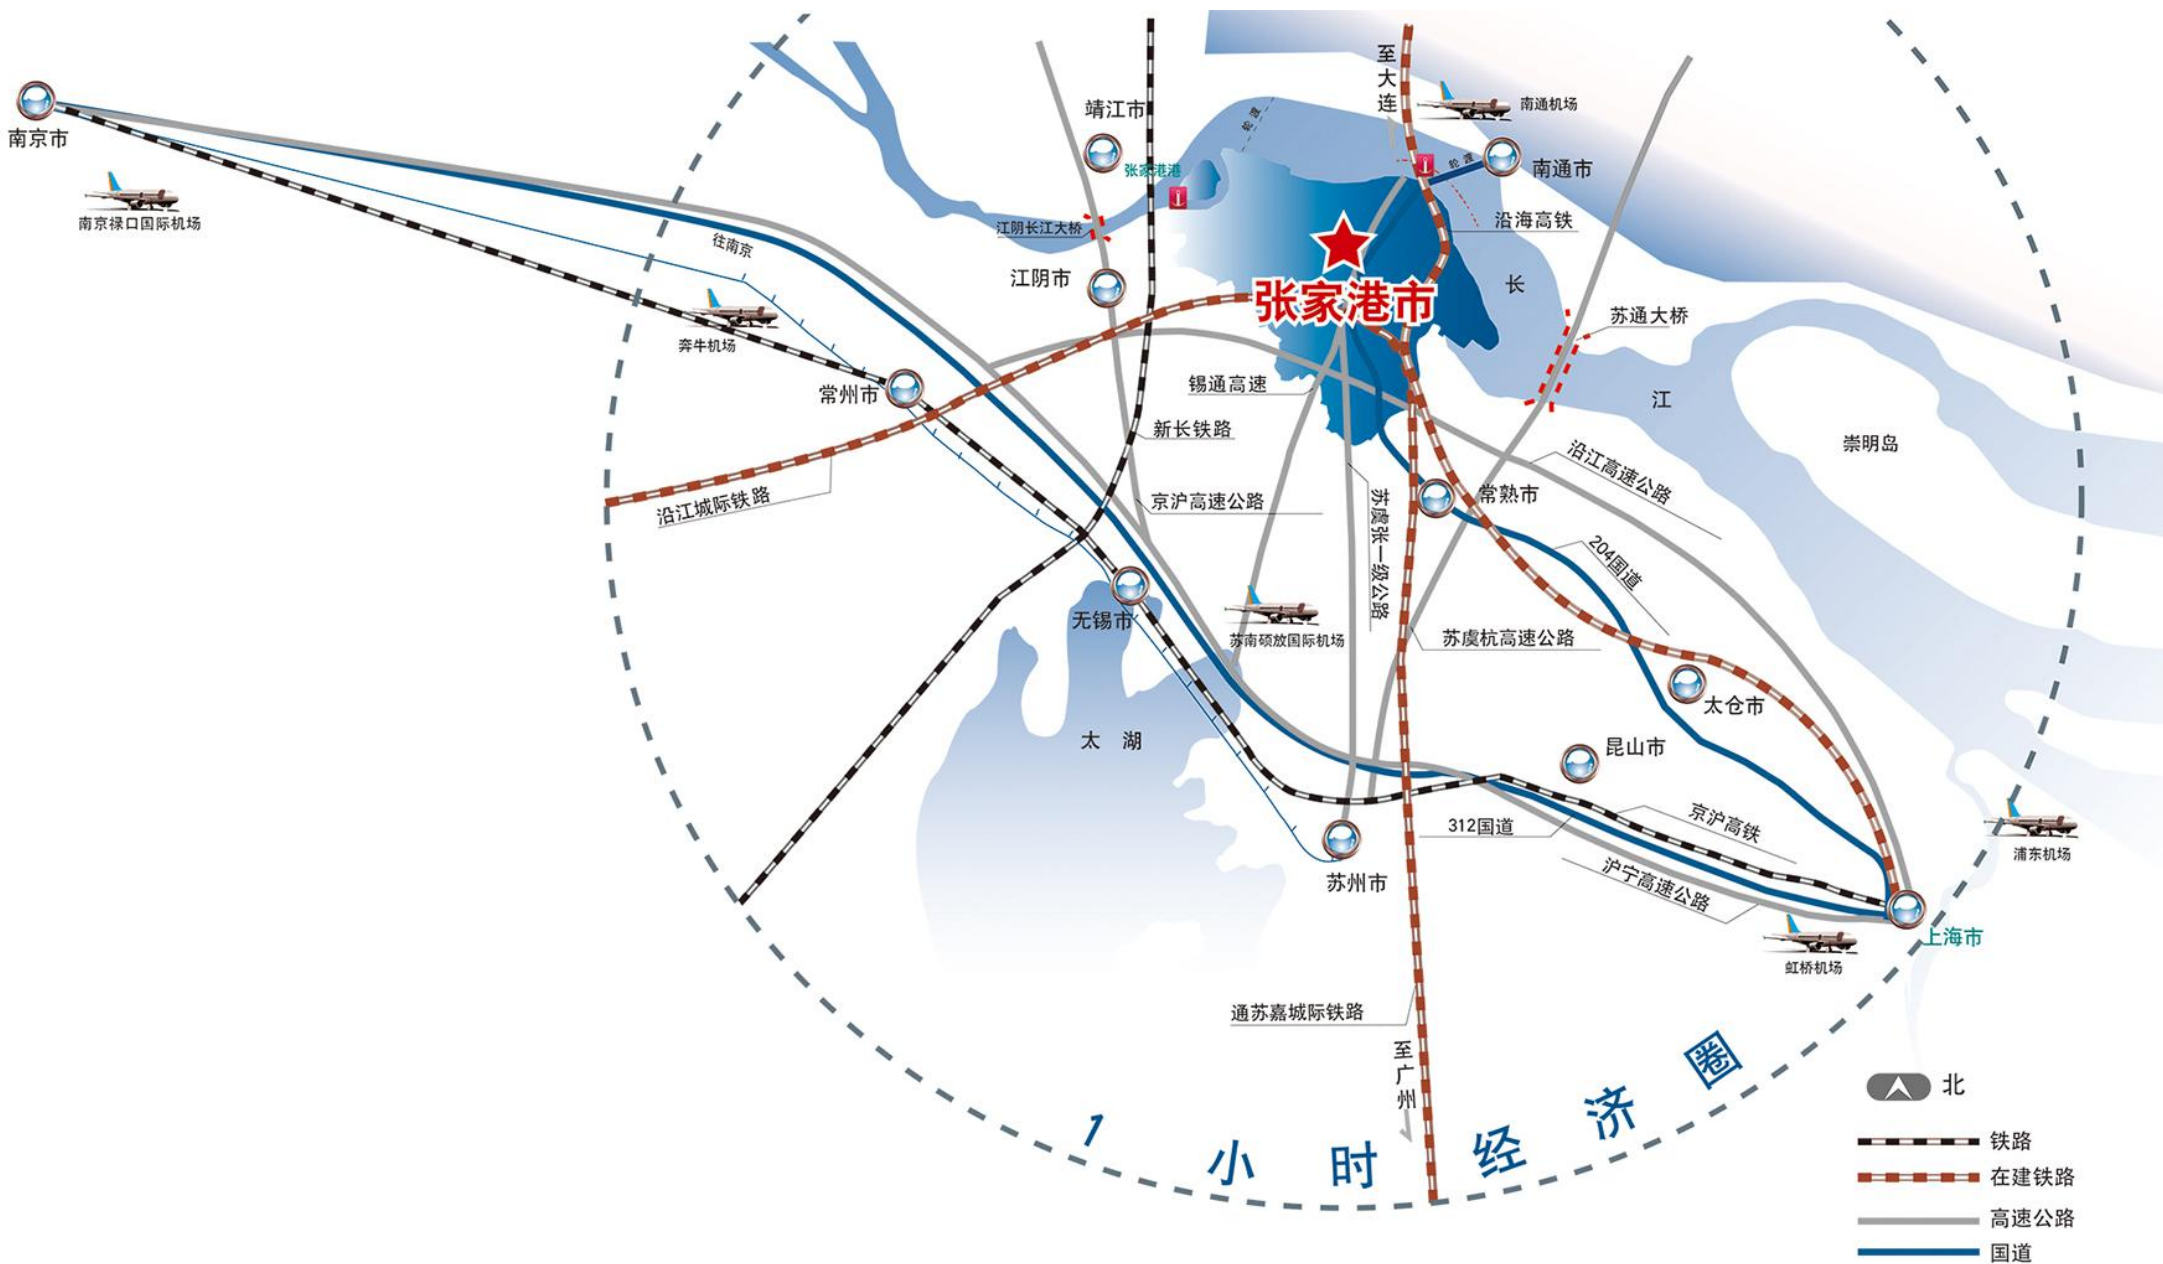 至大连
南通机场
靖江市
轮渡
南京市
张家港港
轮渡
南通市
南京禄口国际机场
江阴长江大桥
沿海高铁
往南京
江阴市
长
张家港市
苏通大桥
奔牛机场
常州市
锡通高速
江
新长铁路
崇明岛
沿江高速公路
沿江城际铁路
京沪高速公路
苏虞张一级公路
常熟市
204国道
无锡市
苏南硕放国际机场
苏虞杭高速公路
太仓市
太 湖
昆山市
312国道
京沪高铁
浦东机场
苏州市
沪宁高速公路
上海市
虹桥机场
通苏嘉城际铁路
至广州
1小时经济圈
北
铁路
在建铁路
高速公路
国道